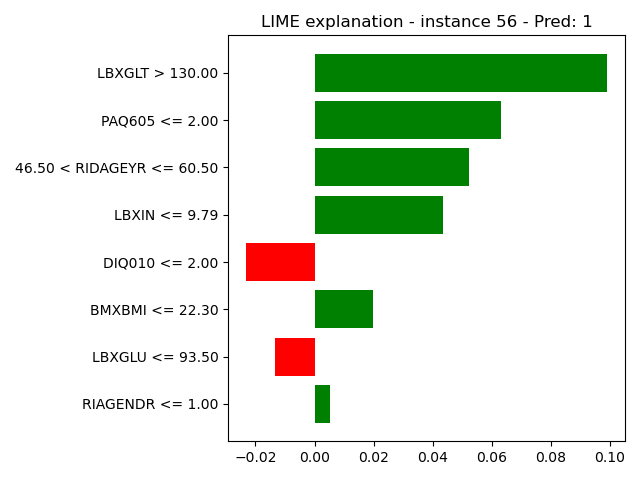 LIME explanation - instance 56 - Pred: 1
LBXGLT > 130.00
PAQ605 <= 2.00
46.50 < RIDAGEYR <= 60.50
LBXIN <= 9.79
DIQ010 <= 2.00
BMXBMI <= 22.30
LBXGLU <= 93.50
RIAGENDR <= 1.00
−0.02 0.00 0.02 0.04 0.06 0.08 0.10